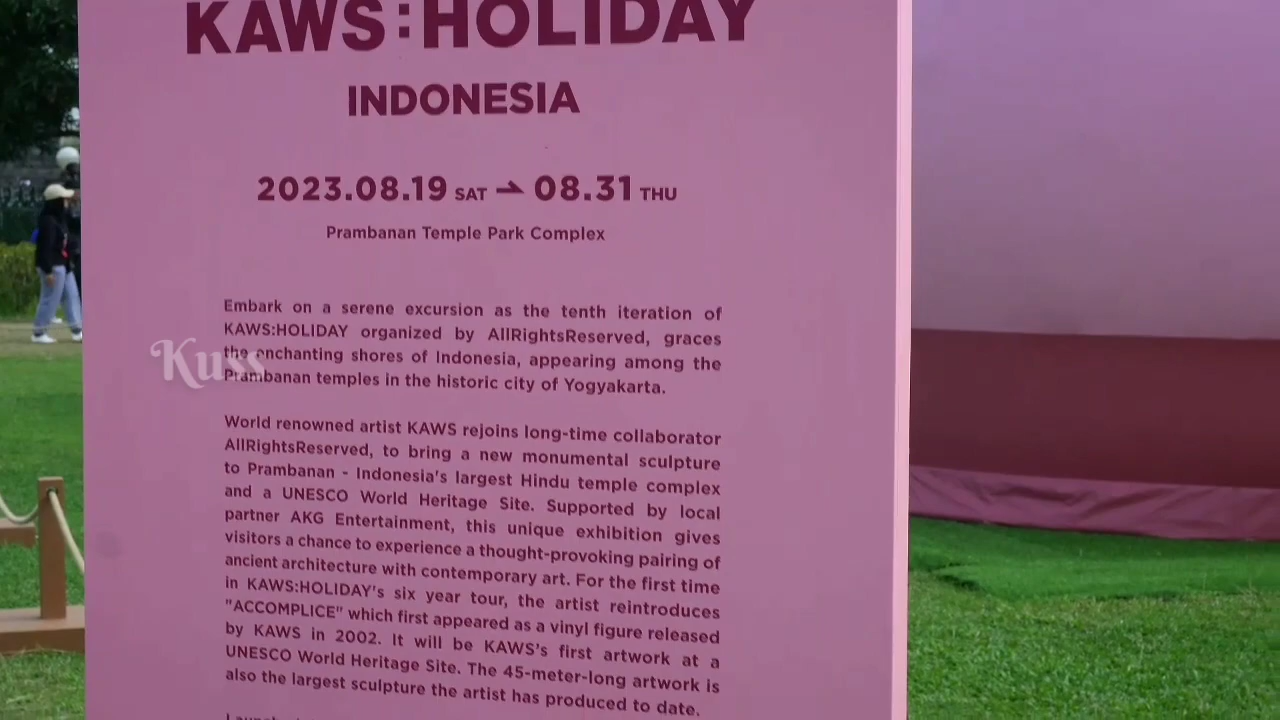 KAWS:HOLIDAY
INDONESIA
2023.08.19 SAT → 08.31 THU
Prambanan Temple Park Complex
Embark on a serene excursion as the tenth iteration of
KAWS:HOLIDAY organized by AllRightsReserved, graces
the enchanting shores of Indonesia, appearing among the
Prambanan temples in the historic city of Yogyakarta.
Kuss
World renowned artist KAWS rejoins long-time collaborator
AllRightsReserved, to bring a new monumental sculpture
to Prambanan - Indonesia's largest Hindu temple complex
and a UNESCO World Heritage Site. Supported by local
partner AKG Entertainment, this unique exhibition gives
visitors a chance to experience a thought-provoking pairing of
ancient architecture with contemporary art. For the first time
in KAWS:HOLIDAY's six year tour, the artist reintroduces
"ACCOMPLICE" which first appeared as a vinyl figure released
by KAWS in 2002. It will be KAWS's first artwork at a
UNESCO World Heritage Site. The 45-meter-long artwork is
also the largest sculpture the artist has produced to date.